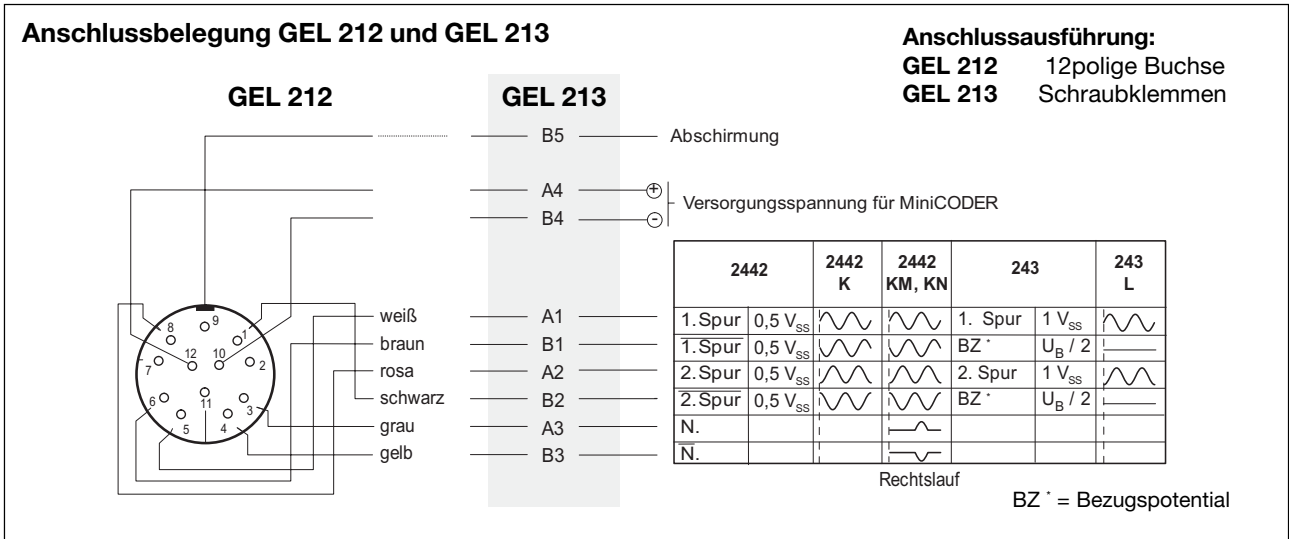 Anschlussbelegung GEL 212 und GEL 213
Anschlussausführung:
GEL 212 12polige Buchse
GEL 213 Schraubklemmen
GEL 212 GEL 213
B5 Abschirmung
A4 +
B4 - Versorgungsspannung für MiniCODER
2442 2442 K 2442 KM, KN 243 243 L
weiß A1 1.Spur 0,5 VSS 1. Spur 1 VSS
braun B1 1.Spur 0,5 VSS BZ * UB / 2
rosa A2 2.Spur 0,5 VSS 2. Spur 1 VSS
schwarz B2 2.Spur 0,5 VSS BZ * UB / 2
grau A3 N.
gelb B3 N.
Rechtslauf
BZ * = Bezugspotential
9
8 1
12 10
7 2
6 11 3
5 4